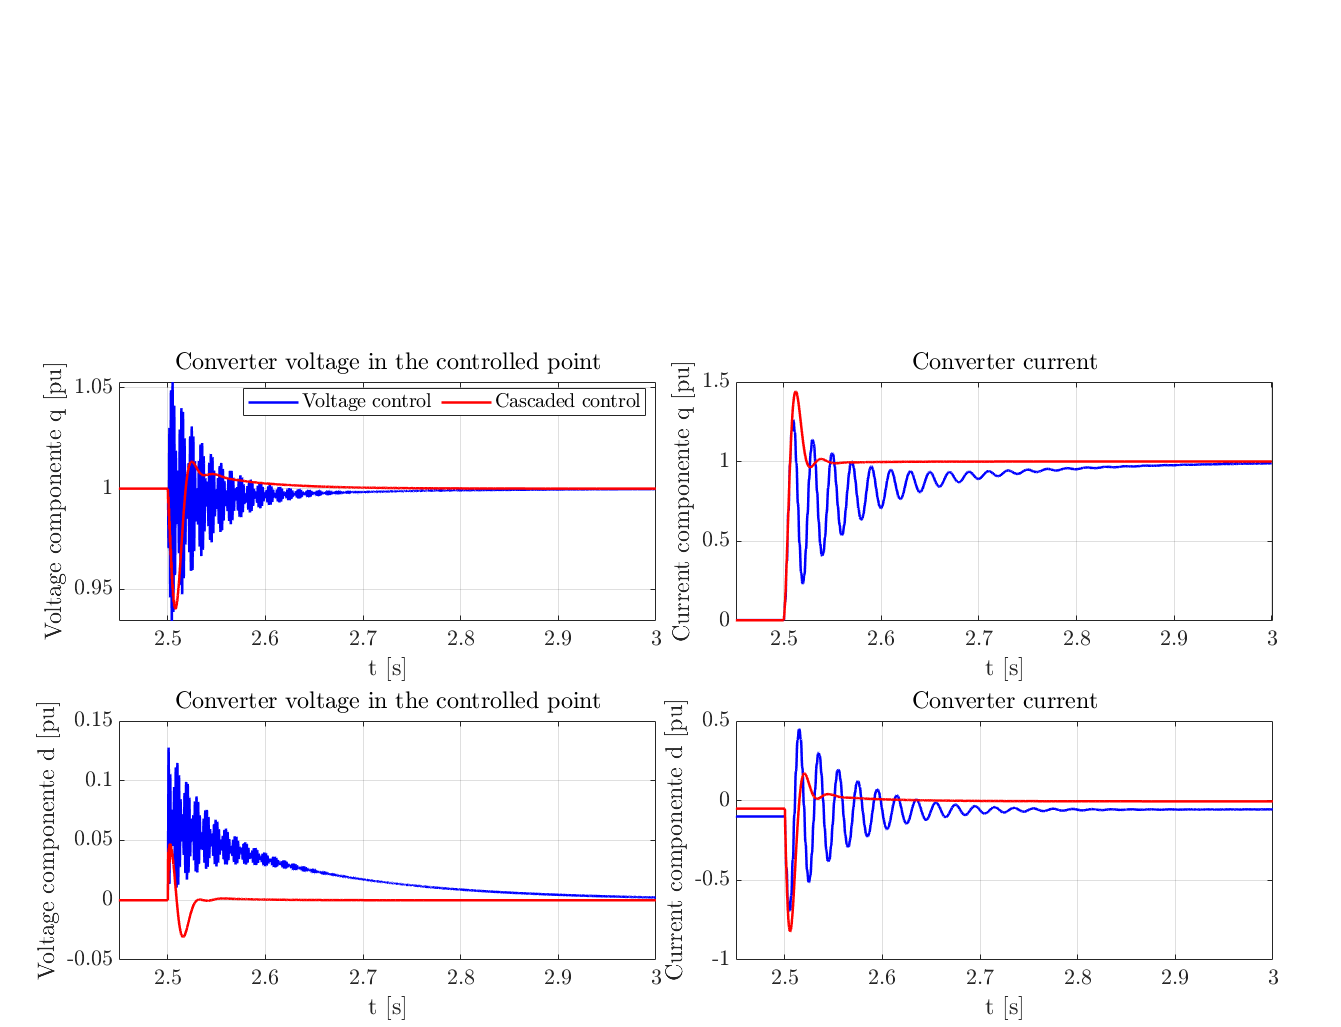 Converter voltage in the controlled point
Voltage componente q [pu]
1.05
1
0.95
Voltage control
Cascaded control
2.5 2.6 2.7 2.8 2.9 3
t [s]
Converter current
Current componente q [pu]
1.5
1
0.5
0
2.5 2.6 2.7 2.8 2.9 3
t [s]
Converter voltage in the controlled point
Voltage componente d [pu]
0.15
0.1
0.05
0
-0.05
2.5 2.6 2.7 2.8 2.9 3
t [s]
Converter current
Current componente d [pu]
0.5
0
-0.5
-1
2.5 2.6 2.7 2.8 2.9 3
t [s]